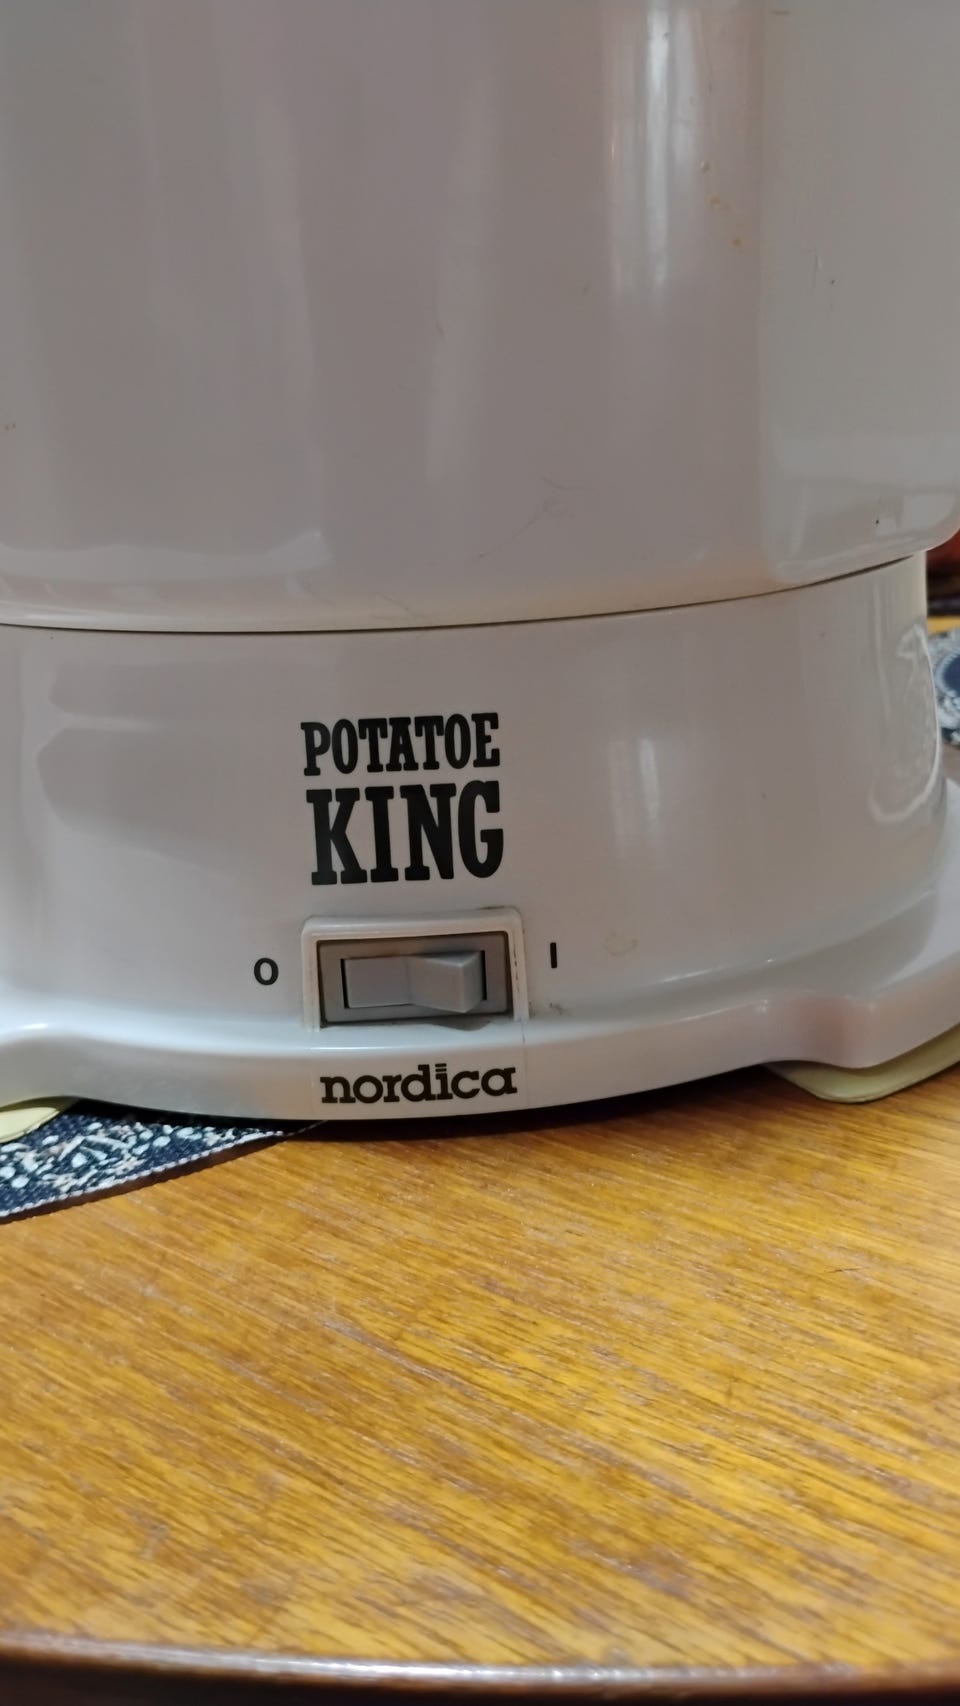 POTATOE
KING
O I
nordica